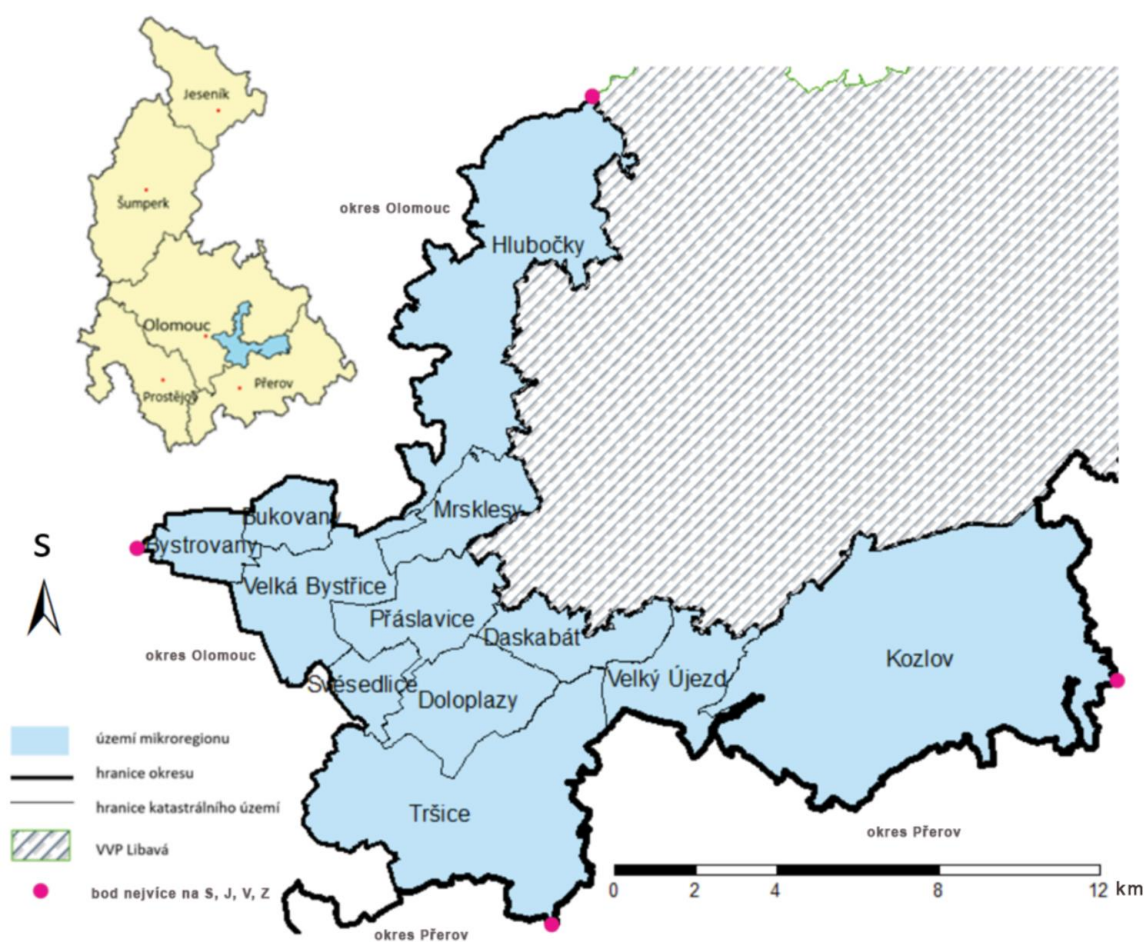 Jeseník
Šumperk
Olomouc
Prostějov
Přerov
okres Olomouc
Hlubočky
Mrsklesy
Bukovany
Bystrovany
S
Velká Bystřice
Přáslavice
Daskabát
okres Olomouc
Svésedlice
Doloplazy
Velký Újezd
Kozlov
Tršice
území mikroregionu
hranice okresu
hranice katastrálního území
VVP Libavá
bod nejvíce na S, J, V, Z
okres Přerov
0 2 4 8 12 km
okres Přerov